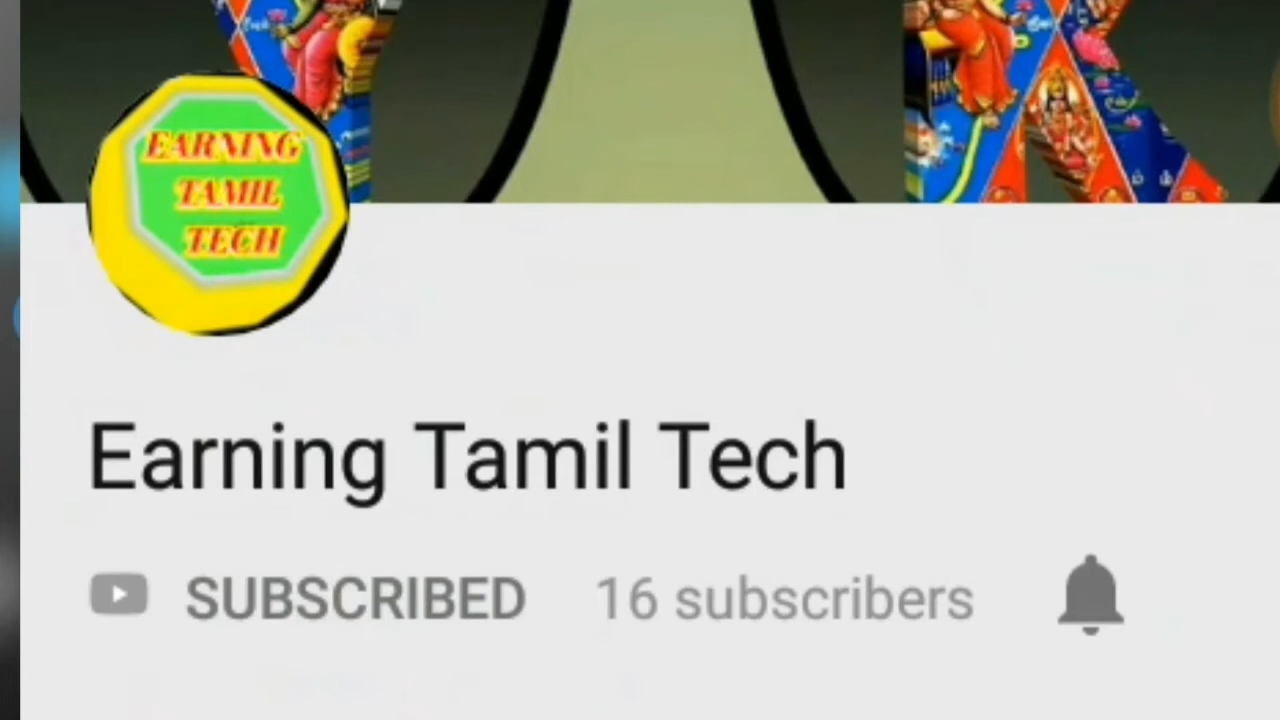 EARNING
TAMIL
TECH
Earning Tamil Tech
SUBSCRIBED 16 subscribers